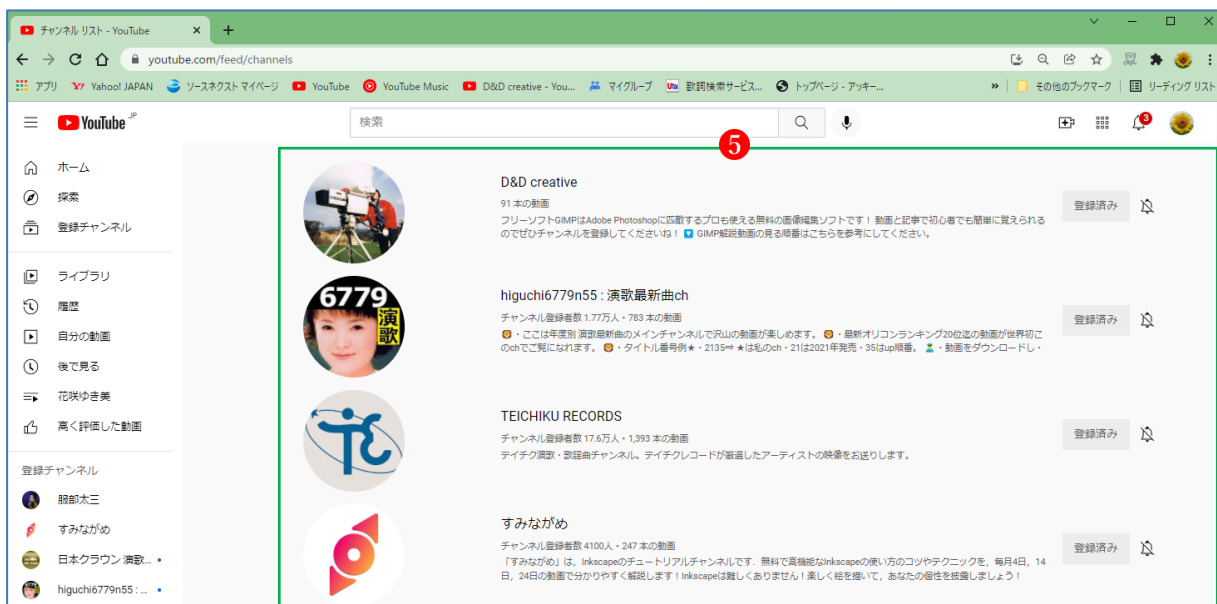 チャンネル リスト - YouTube
youtube.com/feed/channels
アプリ Yahoo! JAPAN ソースネクスト マイページ YouTube YouTube Music D&D creative - You... マイグループ Uta 歌詞検索サービス... トップページ - アッキー... » その他のブックマーク リーディング リスト
YouTube JP
検索
3
5
ホーム
探索
登録チャンネル
ライブラリ
履歴
自分の動画
後で見る
花咲ゆき美
高く評価した動画
登録チャンネル
服部太三
すみながめ
日本クラウン 演歌...
higuchi6779n55 : ...
D&D creative
91 本の動画
フリーソフトGIMPはAdobe Photoshopに匹敵するプロも使える無料の画像編集ソフトです！ 動画と記事で初心者でも簡単に覚えられる
のでぜひチャンネルを登録してくださいね！ GIMP解説動画の見る順番はこちらを参考にしてください。
登録済み
6779
演歌
higuchi6779n55 : 演歌最新曲ch
チャンネル登録者数 1.77万人・783 本の動画
・ここは年度別 演歌最新曲のメインチャンネルで沢山の動画が楽しめます。 ・最新オリコンランキング20位迄の動画が世界初こ
のchでご覧になれます。 ・タイトル番号例★・2135⇒ ★は私のch・21は2021年発売・35はup順番。 ・動画をダウンロードし・
登録済み
TEICHIKU RECORDS
チャンネル登録者数 17.6万人・1,393 本の動画
テイチク演歌・歌謡曲チャンネル。テイチクレコードが厳選したアーティストの映像をお送りします。
登録済み
すみながめ
チャンネル登録者数 4100人・247 本の動画
「すみながめ」は，Inkscapeのチュートリアルチャンネルです．無料で高機能なInkscapeの使い方のコツやテクニックを，毎月4日，14
日，24日の動画で分かりやすく解説します！Inkscapeは難しくありません！楽しく絵を描いて，あなたの個性を披露しましょう！
登録済み